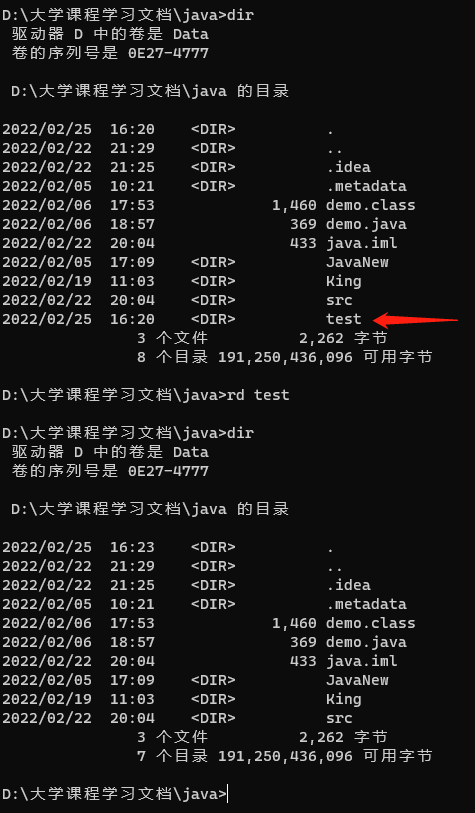 D:\大学课程学习文档\java>dir
 驱动器 D 中的卷是 Data
 卷的序列号是 0E27-4777

 D:\大学课程学习文档\java 的目录

2022/02/25  16:20    <DIR>          .
2022/02/22  21:29    <DIR>          ..
2022/02/22  21:25    <DIR>          .idea
2022/02/05  10:21    <DIR>          .metadata
2022/02/06  17:53             1,460 demo.class
2022/02/06  18:57               369 demo.java
2022/02/22  20:04               433 java.iml
2022/02/05  17:09    <DIR>          JavaNew
2022/02/19  11:03    <DIR>          King
2022/02/22  20:04    <DIR>          src
2022/02/25  16:20    <DIR>          test
               3 个文件          2,262 字节
               8 个目录 191,250,436,096 可用字节

D:\大学课程学习文档\java>rd test

D:\大学课程学习文档\java>dir
 驱动器 D 中的卷是 Data
 卷的序列号是 0E27-4777

 D:\大学课程学习文档\java 的目录

2022/02/25  16:23    <DIR>          .
2022/02/22  21:29    <DIR>          ..
2022/02/22  21:25    <DIR>          .idea
2022/02/05  10:21    <DIR>          .metadata
2022/02/06  17:53             1,460 demo.class
2022/02/06  18:57               369 demo.java
2022/02/22  20:04               433 java.iml
2022/02/05  17:09    <DIR>          JavaNew
2022/02/19  11:03    <DIR>          King
2022/02/22  20:04    <DIR>          src
               3 个文件          2,262 字节
               7 个目录 191,250,436,096 可用字节

D:\大学课程学习文档\java>